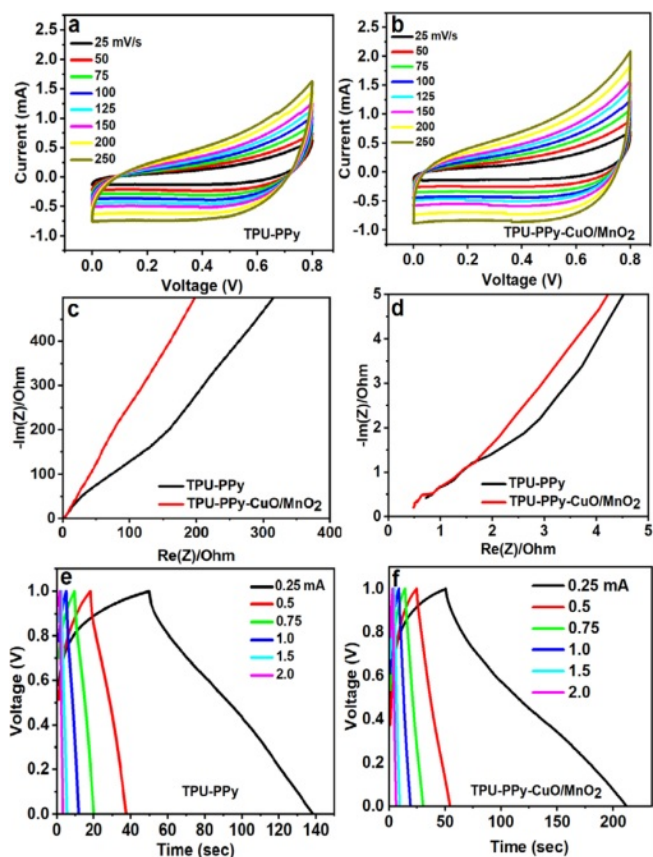 a
25 mV/s
50
75
100
125
150
200
250
2.5
2.0
1.5
1.0
0.5
0.0
-0.5
-1.0
Current (mA)
TPU-PPy
0.0 0.2 0.4 0.6 0.8
Voltage (V)
b
25 mV/s
50
75
100
125
150
200
250
2.5
2.0
1.5
1.0
0.5
0.0
-0.5
-1.0
Current (mA)
TPU-PPy-CuO/MnO₂
0.0 0.2 0.4 0.6 0.8
Voltage (V)
c
400
300
200
100
0
-Im(Z)/Ohm
TPU-PPy
TPU-PPy-CuO/MnO₂
0 100 200 300 400
Re(Z)/Ohm
d
5
4
3
2
1
0
-Im(Z)/Ohm
TPU-PPy
TPU-PPy-CuO/MnO₂
0 1 2 3 4 5
Re(Z)/Ohm
e
0.25 mA
0.5
0.75
1.0
1.5
2.0
1.0
0.8
0.6
0.4
0.2
0.0
Voltage (V)
TPU-PPy
0 20 40 60 80 100 120 140
Time (sec)
f
0.25 mA
0.5
0.75
1.0
1.5
2.0
1.0
0.8
0.6
0.4
0.2
0.0
Voltage (V)
TPU-PPy-CuO/MnO₂
0 50 100 150 200
Time (sec)